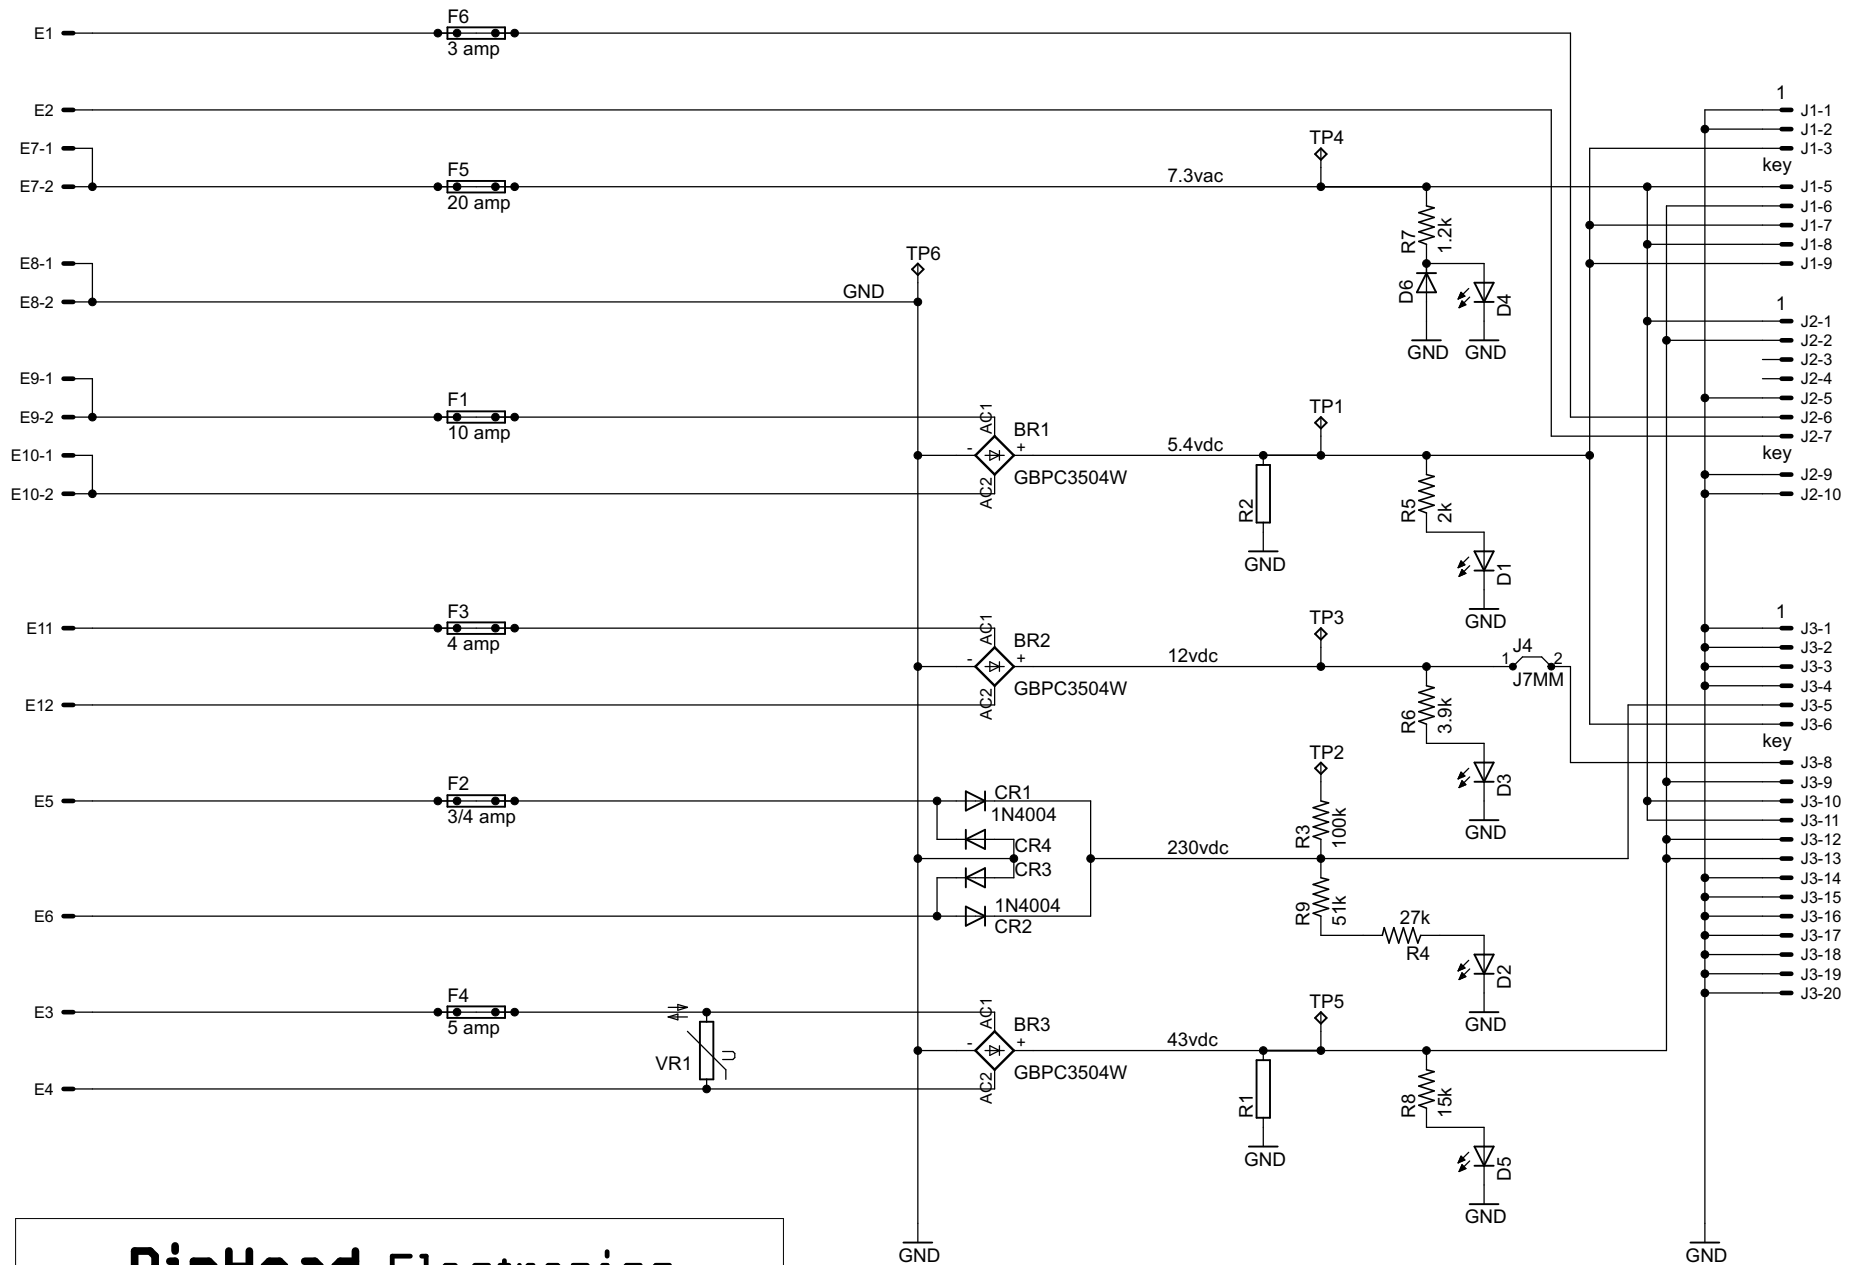 E1
F6
3 amp
E2
E7-1
E7-2
F5
20 amp
7.3vac
TP4
R7
1.2k
D6
D4
GND
GND
E8-1
E8-2
GND
TP6
E9-1
E9-2
F1
10 amp
E10-1
E10-2
AC1
BR1
-
+
GBPC3504W
AC2
5.4vdc
TP1
R2
GND
R5
2k
D1
GND
E11
F3
4 amp
E12
AC1
BR2
-
+
GBPC3504W
AC2
12vdc
TP3
J4
1
2
J7MM
R6
3.9k
D3
GND
E5
F2
3/4 amp
E6
CR1
1N4004
CR4
CR3
1N4004
CR2
230vdc
TP2
R3
100k
R9
51k
27k
R4
D2
GND
E3
F4
5 amp
E4
VR1
U
AC1
BR3
-
+
GBPC3504W
AC2
43vdc
TP5
R1
GND
R8
15k
D5
GND
GND
1
J1-1
J1-2
J1-3
key
J1-5
J1-6
J1-7
J1-8
J1-9
1
J2-1
J2-2
J2-3
J2-4
J2-5
J2-6
J2-7
key
J2-9
J2-10
1
J3-1
J3-2
J3-3
J3-4
J3-5
J3-6
key
J3-8
J3-9
J3-10
J3-11
J3-12
J3-13
J3-14
J3-15
J3-16
J3-17
J3-18
J3-19
J3-20
GND
Electronics